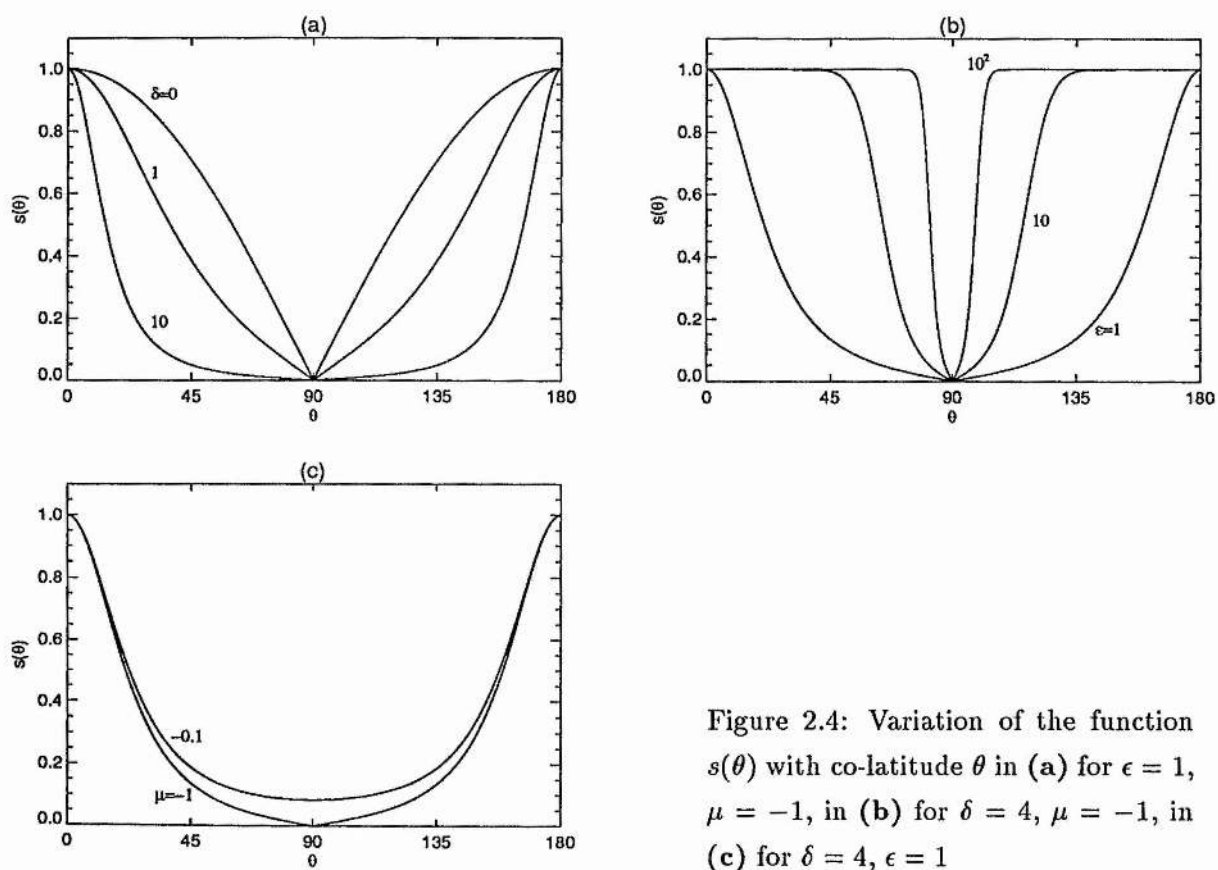 (a)
1.0
0.8
0.6
0.4
0.2
0.0
s(θ)
δ=0
1
10
0
45
90
135
180
θ
(b)
1.0
0.8
0.6
0.4
0.2
0.0
s(θ)
10²
10
ε=1
0
45
90
135
180
θ
(c)
1.0
0.8
0.6
0.4
0.2
0.0
s(θ)
−0.1
μ=−1
0
45
90
135
180
θ
Figure 2.4: Variation of the function
s(θ) with co-latitude θ in (a) for ϵ = 1,
μ = −1, in (b) for δ = 4, μ = −1, in
(c) for δ = 4, ϵ = 1